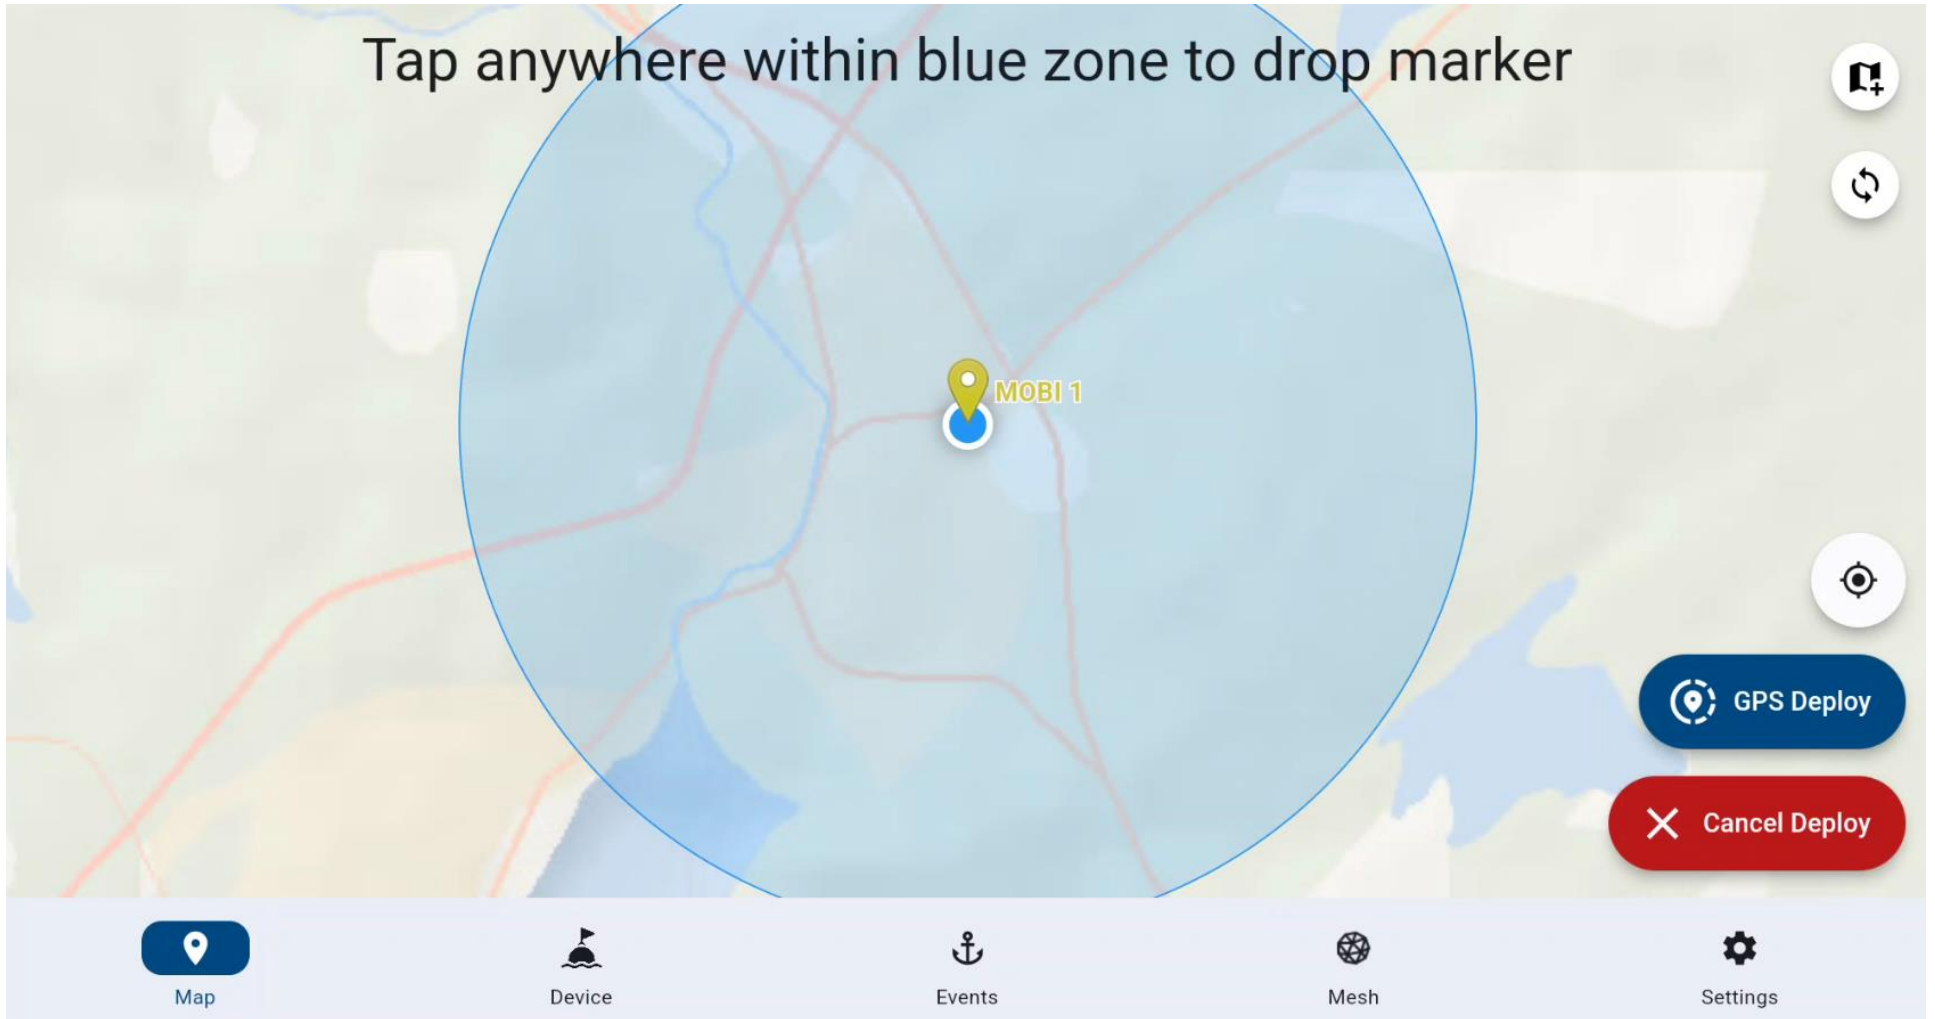 Tap anywhere within blue zone to drop marker
MOBI 1
GPS Deploy
Cancel Deploy
Map
Device
Events
Mesh
Settings